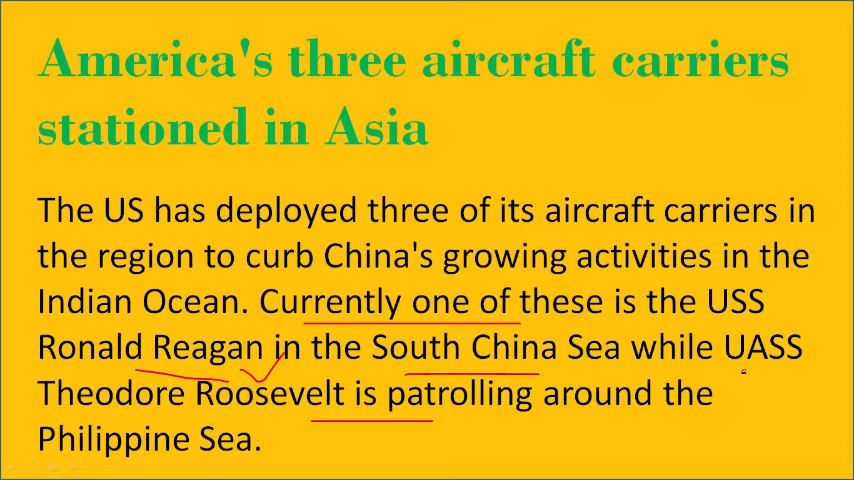 America's three aircraft carriers
stationed in Asia
The US has deployed three of its aircraft carriers in
the region to curb China's growing activities in the
Indian Ocean. Currently one of these is the USS
Ronald Reagan in the South China Sea while UASS
Theodore Roosevelt is patrolling around the
Philippine Sea.